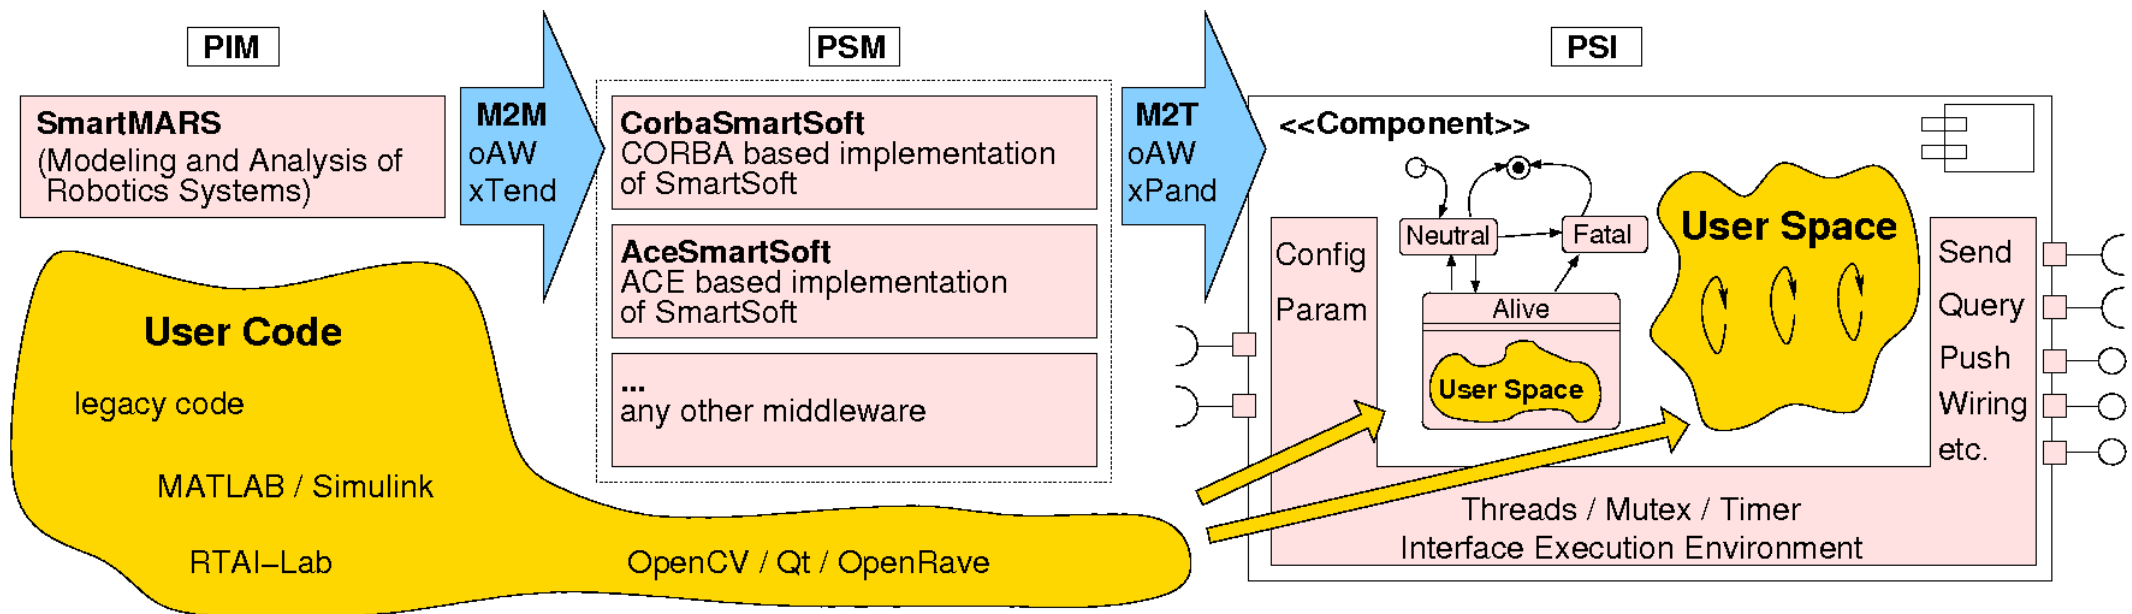 PIM
SmartMARS
(Modeling and Analysis of
Robotics Systems)
M2M
oAW
xTend
PSM
CorbaSmartSoft
CORBA based implementation
of SmartSoft
AceSmartSoft
ACE based implementation
of SmartSoft
...
any other middleware
M2T
oAW
xPand
PSI
<<Component>>
Neutral
Fatal
Alive
User Space
User Space
Config
Param
Send
Query
Push
Wiring
etc.
Threads / Mutex / Timer
Interface Execution Environment
User Code
legacy code
MATLAB / Simulink
RTAI–Lab
OpenCV / Qt / OpenRave